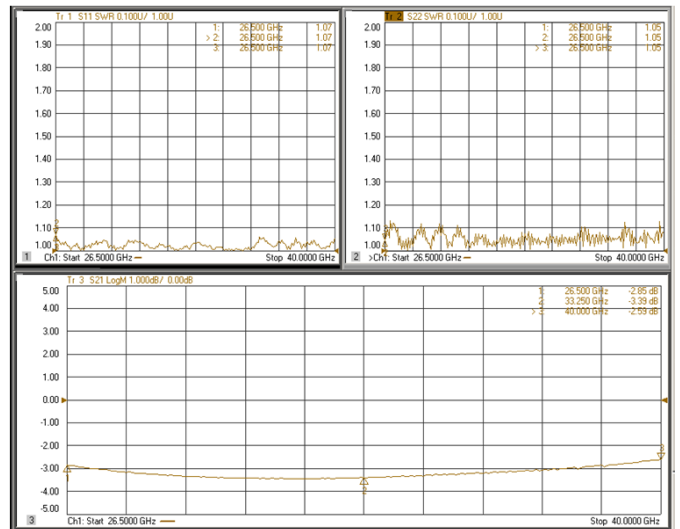 Tr 1 S11 SWR 0.100U/ 1.00U
1: 26.500 GHz 1.07
> 2: 26.500 GHz 1.07
3: 26.500 GHz 1.07
2.00
1.90
1.80
1.70
1.60
1.50
1.40
1.30
1.20
1.10
1.00
1 Ch1: Start 26.5000 GHz Stop 40.0000 GHz
Tr 2 S22 SWR 0.100U/ 1.00U
1: 26.500 GHz 1.05
2: 26.500 GHz 1.05
> 3: 26.500 GHz 1.05
2.00
1.90
1.80
1.70
1.60
1.50
1.40
1.30
1.20
1.10
1.00
2 >Ch1: Start 26.5000 GHz Stop 40.0000 GHz
Tr 3 S21 LogM 1.000dB/ 0.00dB
1: 26.500 GHz -2.85 dB
2: 33.250 GHz -3.39 dB
> 3: 40.000 GHz -2.59 dB
5.00
4.00
3.00
2.00
1.00
0.00
-1.00
-2.00
-3.00
-4.00
-5.00
1
2
3
3 Ch1: Start 26.5000 GHz Stop 40.0000 GHz